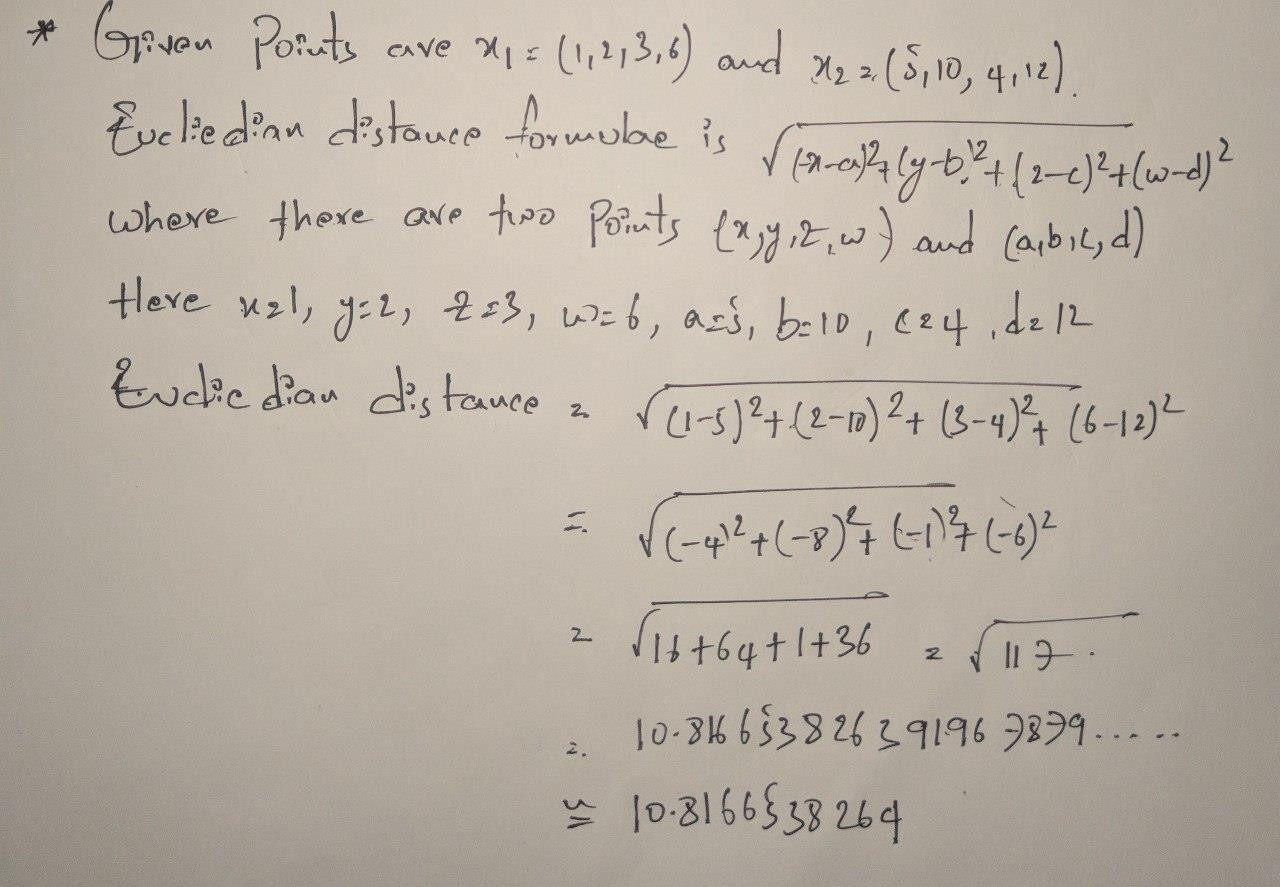 * Given Points are x₁ = (1,2,3,6) and x₂ = (5,10,4,12).
Eucliedian distance formulae is √(x-a)²+(y-b)²+(z-c)²+(w-d)²
where there are two Points (x,y,z,w) and (a,b,c,d)
Here x=1, y=2, z=3, w=6, a=5, b=10, c=4, d=12
Euclicdian distance = √(1-5)²+(2-10)²+(3-4)²+(6-12)²
= √(-4)²+(-8)²+(-1)²+(-6)²
= √16+64+1+36 = √117.
= 10.816653826391967879.....
≅ 10.8166538264